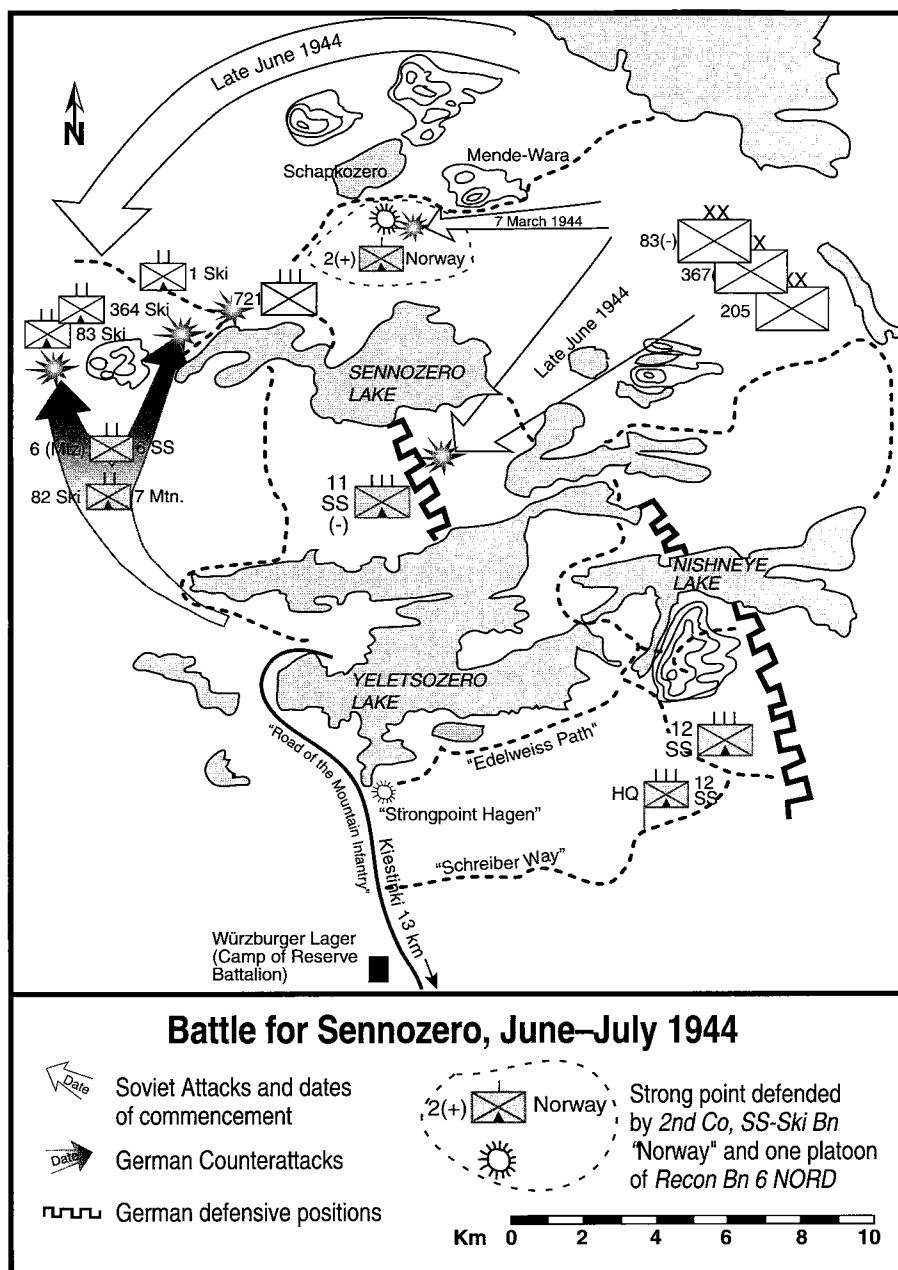 Late June 1944
N
Schapkozero
Mende-Wara
7 March 1944
2(+) Norway
XX
83(-)
X
367
XX
205
1 Ski
721
364 Ski
83 Ski
Late June 1944
SENNOZERO
LAKE
6 (Mtz) 6 SS
82 Ski 7 Mtn.
11
SS
(-)
NISHNEYE
LAKE
YELETSOZERO
LAKE
"Edelweiss Path"
12
SS
HQ
12
SS
"Road of the Mountain Infantry"
"Strongpoint Hagen"
Kiestinki 13 km
"Schreiber Way"
Würzburger Lager
(Camp of Reserve
Battalion)
Battle for Sennozero, June–July 1944
Date
Soviet Attacks and dates
of commencement
Date
German Counterattacks
German defensive positions
2(+) Norway
Strong point defended
by 2nd Co, SS-Ski Bn
"Norway" and one platoon
of Recon Bn 6 NORD
Km 0 2 4 6 8 10